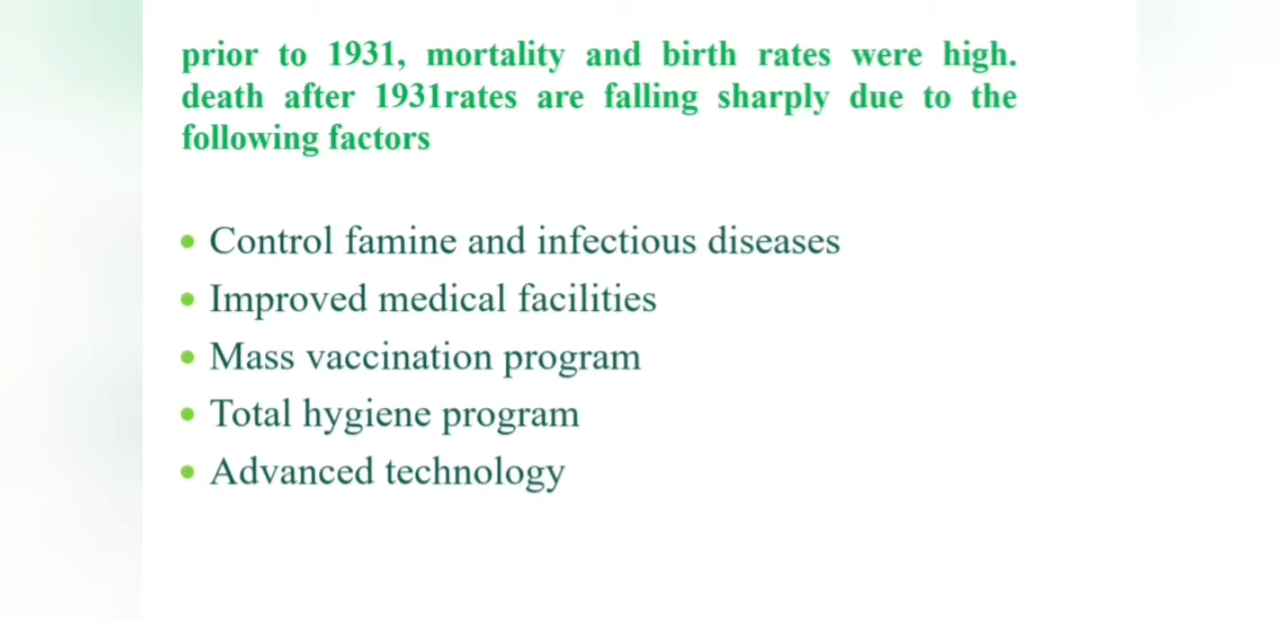 prior to 1931, mortality and birth rates were high.
death after 1931rates are falling sharply due to the
following factors
• Control famine and infectious diseases
• Improved medical facilities
• Mass vaccination program
• Total hygiene program
• Advanced technology